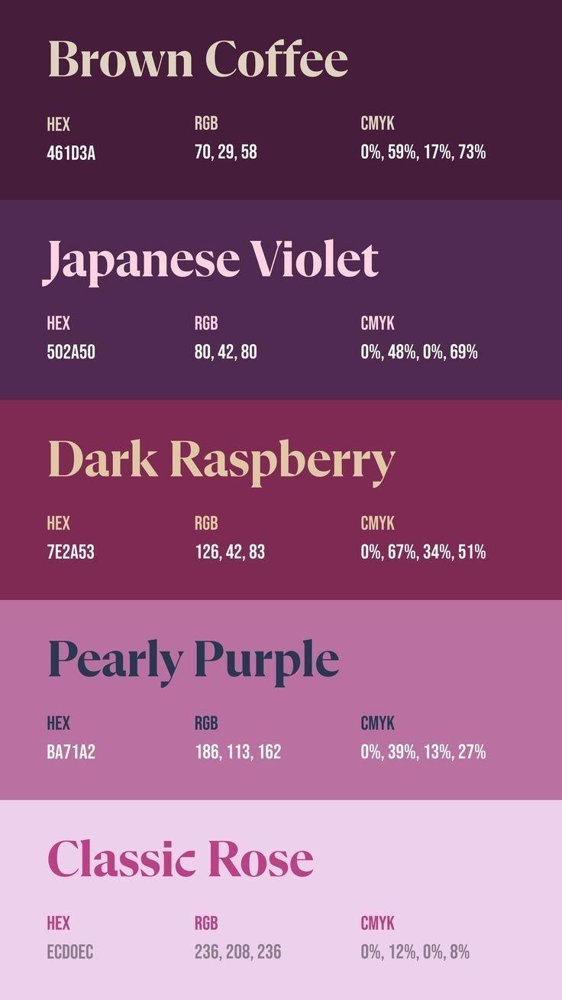 Brown Coffee
HEX RGB CMYK
461D3A 70, 29, 58 0%, 59%, 17%, 73%
Japanese Violet
HEX RGB CMYK
502A50 80, 42, 80 0%, 48%, 0%, 69%
Dark Raspberry
HEX RGB CMYK
7E2A53 126, 42, 83 0%, 67%, 34%, 51%
Pearly Purple
HEX RGB CMYK
BA71A2 186, 113, 162 0%, 39%, 13%, 27%
Classic Rose
HEX RGB CMYK
ECD0EC 236, 208, 236 0%, 12%, 0%, 8%